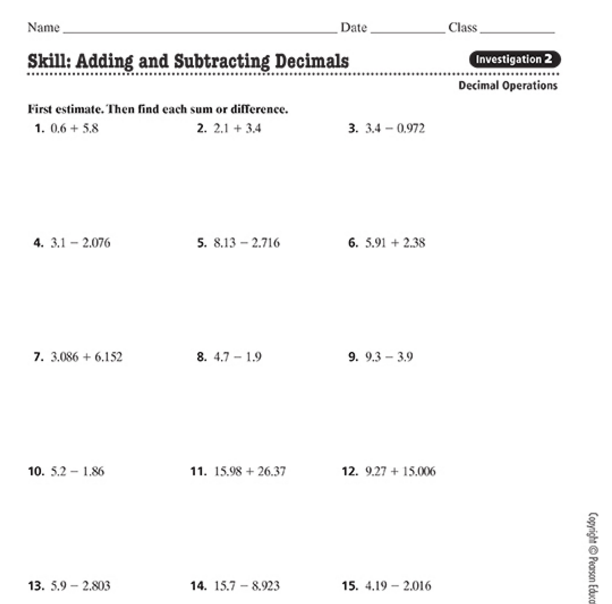 Name ____________ Date ____________ Class ____________
Skill: Adding and Subtracting Decimals Investigation 2
Decimal Operations
First estimate. Then find each sum or difference.
1. 0.6 + 5.8 2. 2.1 + 3.4 3. 3.4 − 0.972
4. 3.1 − 2.076 5. 8.13 − 2.716 6. 5.91 + 2.38
7. 3.086 + 6.152 8. 4.7 − 1.9 9. 9.3 − 3.9
10. 5.2 − 1.86 11. 15.98 + 26.37 12. 9.27 + 15.006
13. 5.9 − 2.803 14. 15.7 − 8.923 15. 4.19 − 2.016
Copyright © Pearson